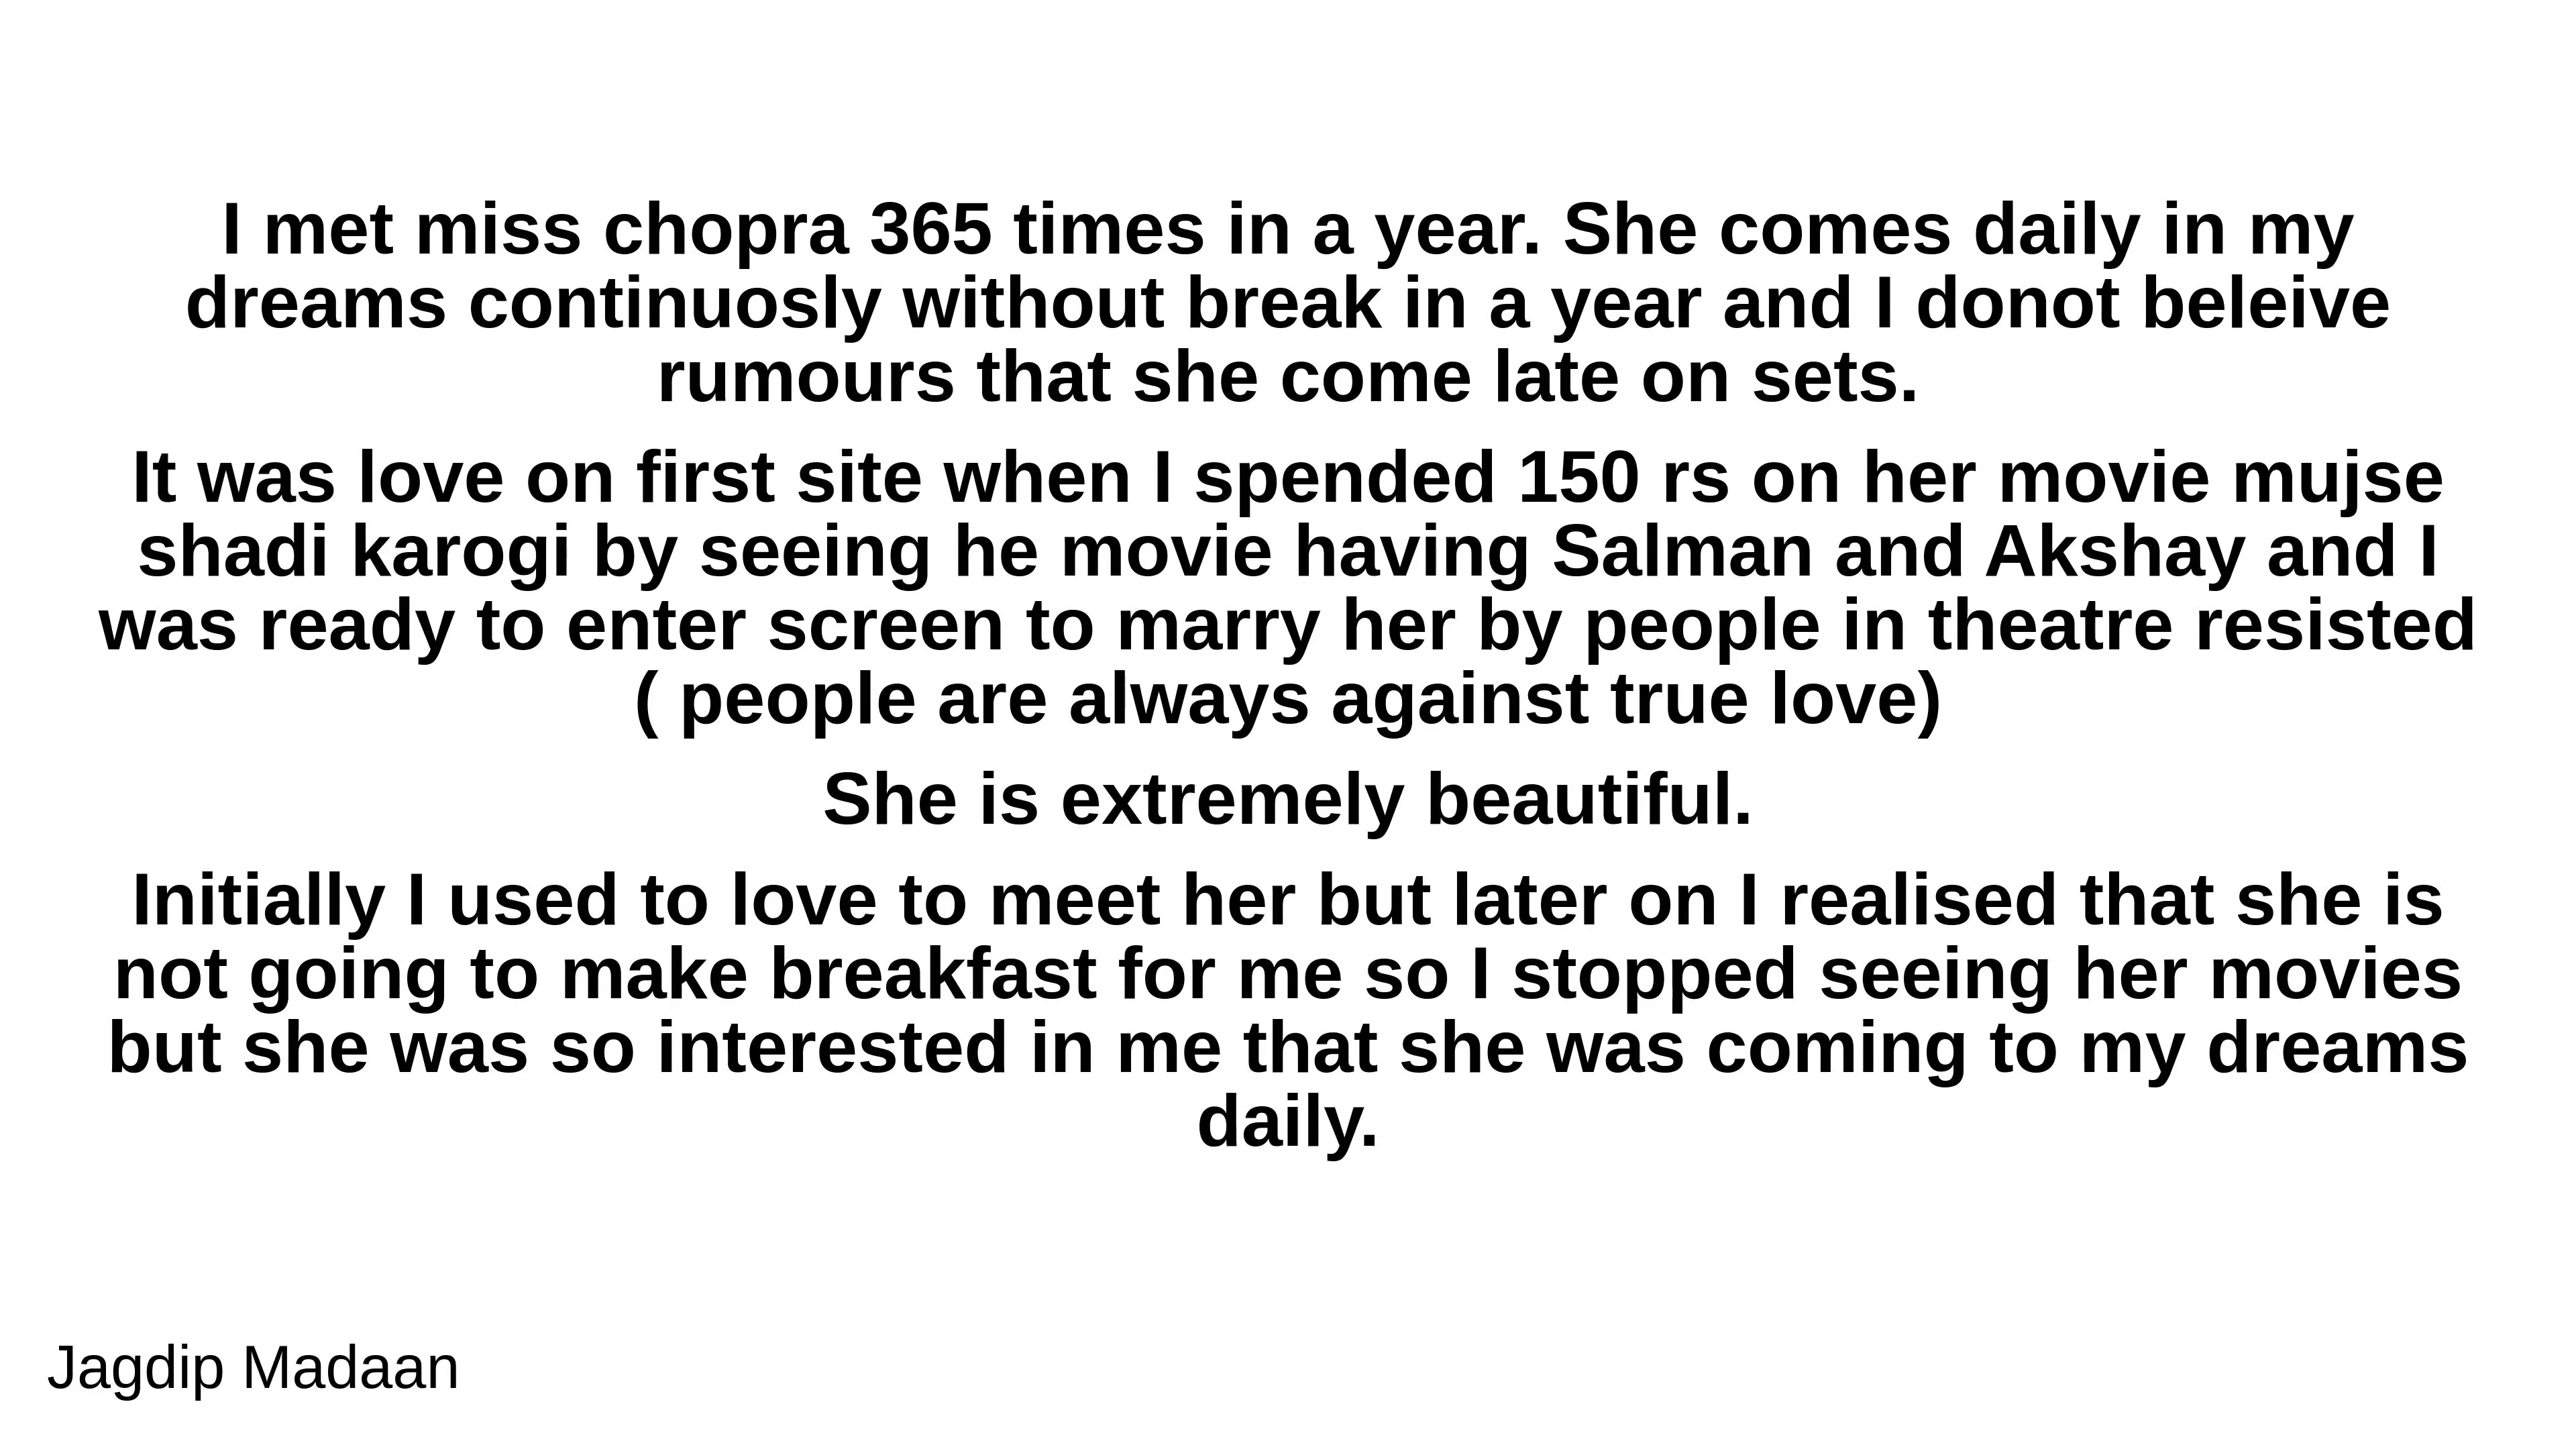 I met miss chopra 365 times in a year. She comes daily in my
dreams continuosly without break in a year and I donot beleive
rumours that she come late on sets.
It was love on first site when I spended 150 rs on her movie mujse
shadi karogi by seeing he movie having Salman and Akshay and I
was ready to enter screen to marry her by people in theatre resisted
( people are always against true love)
She is extremely beautiful.
Initially I used to love to meet her but later on I realised that she is
not going to make breakfast for me so I stopped seeing her movies
but she was so interested in me that she was coming to my dreams
daily.
Jagdip Madaan